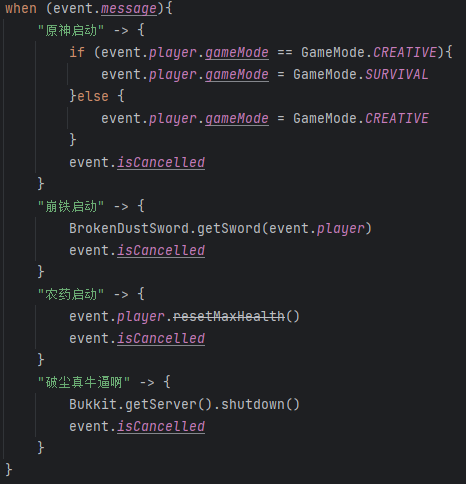 when (event.message){
"原神启动" -> {
if (event.player.gameMode == GameMode.CREATIVE){
event.player.gameMode = GameMode.SURVIVAL
}else {
event.player.gameMode = GameMode.CREATIVE
}
event.isCancelled
}
"崩铁启动" -> {
BrokenDustSword.getSword(event.player)
event.isCancelled
}
"农药启动" -> {
event.player.resetMaxHealth()
event.isCancelled
}
"破尘真牛逼啊" -> {
Bukkit.getServer().shutdown()
event.isCancelled
}
}